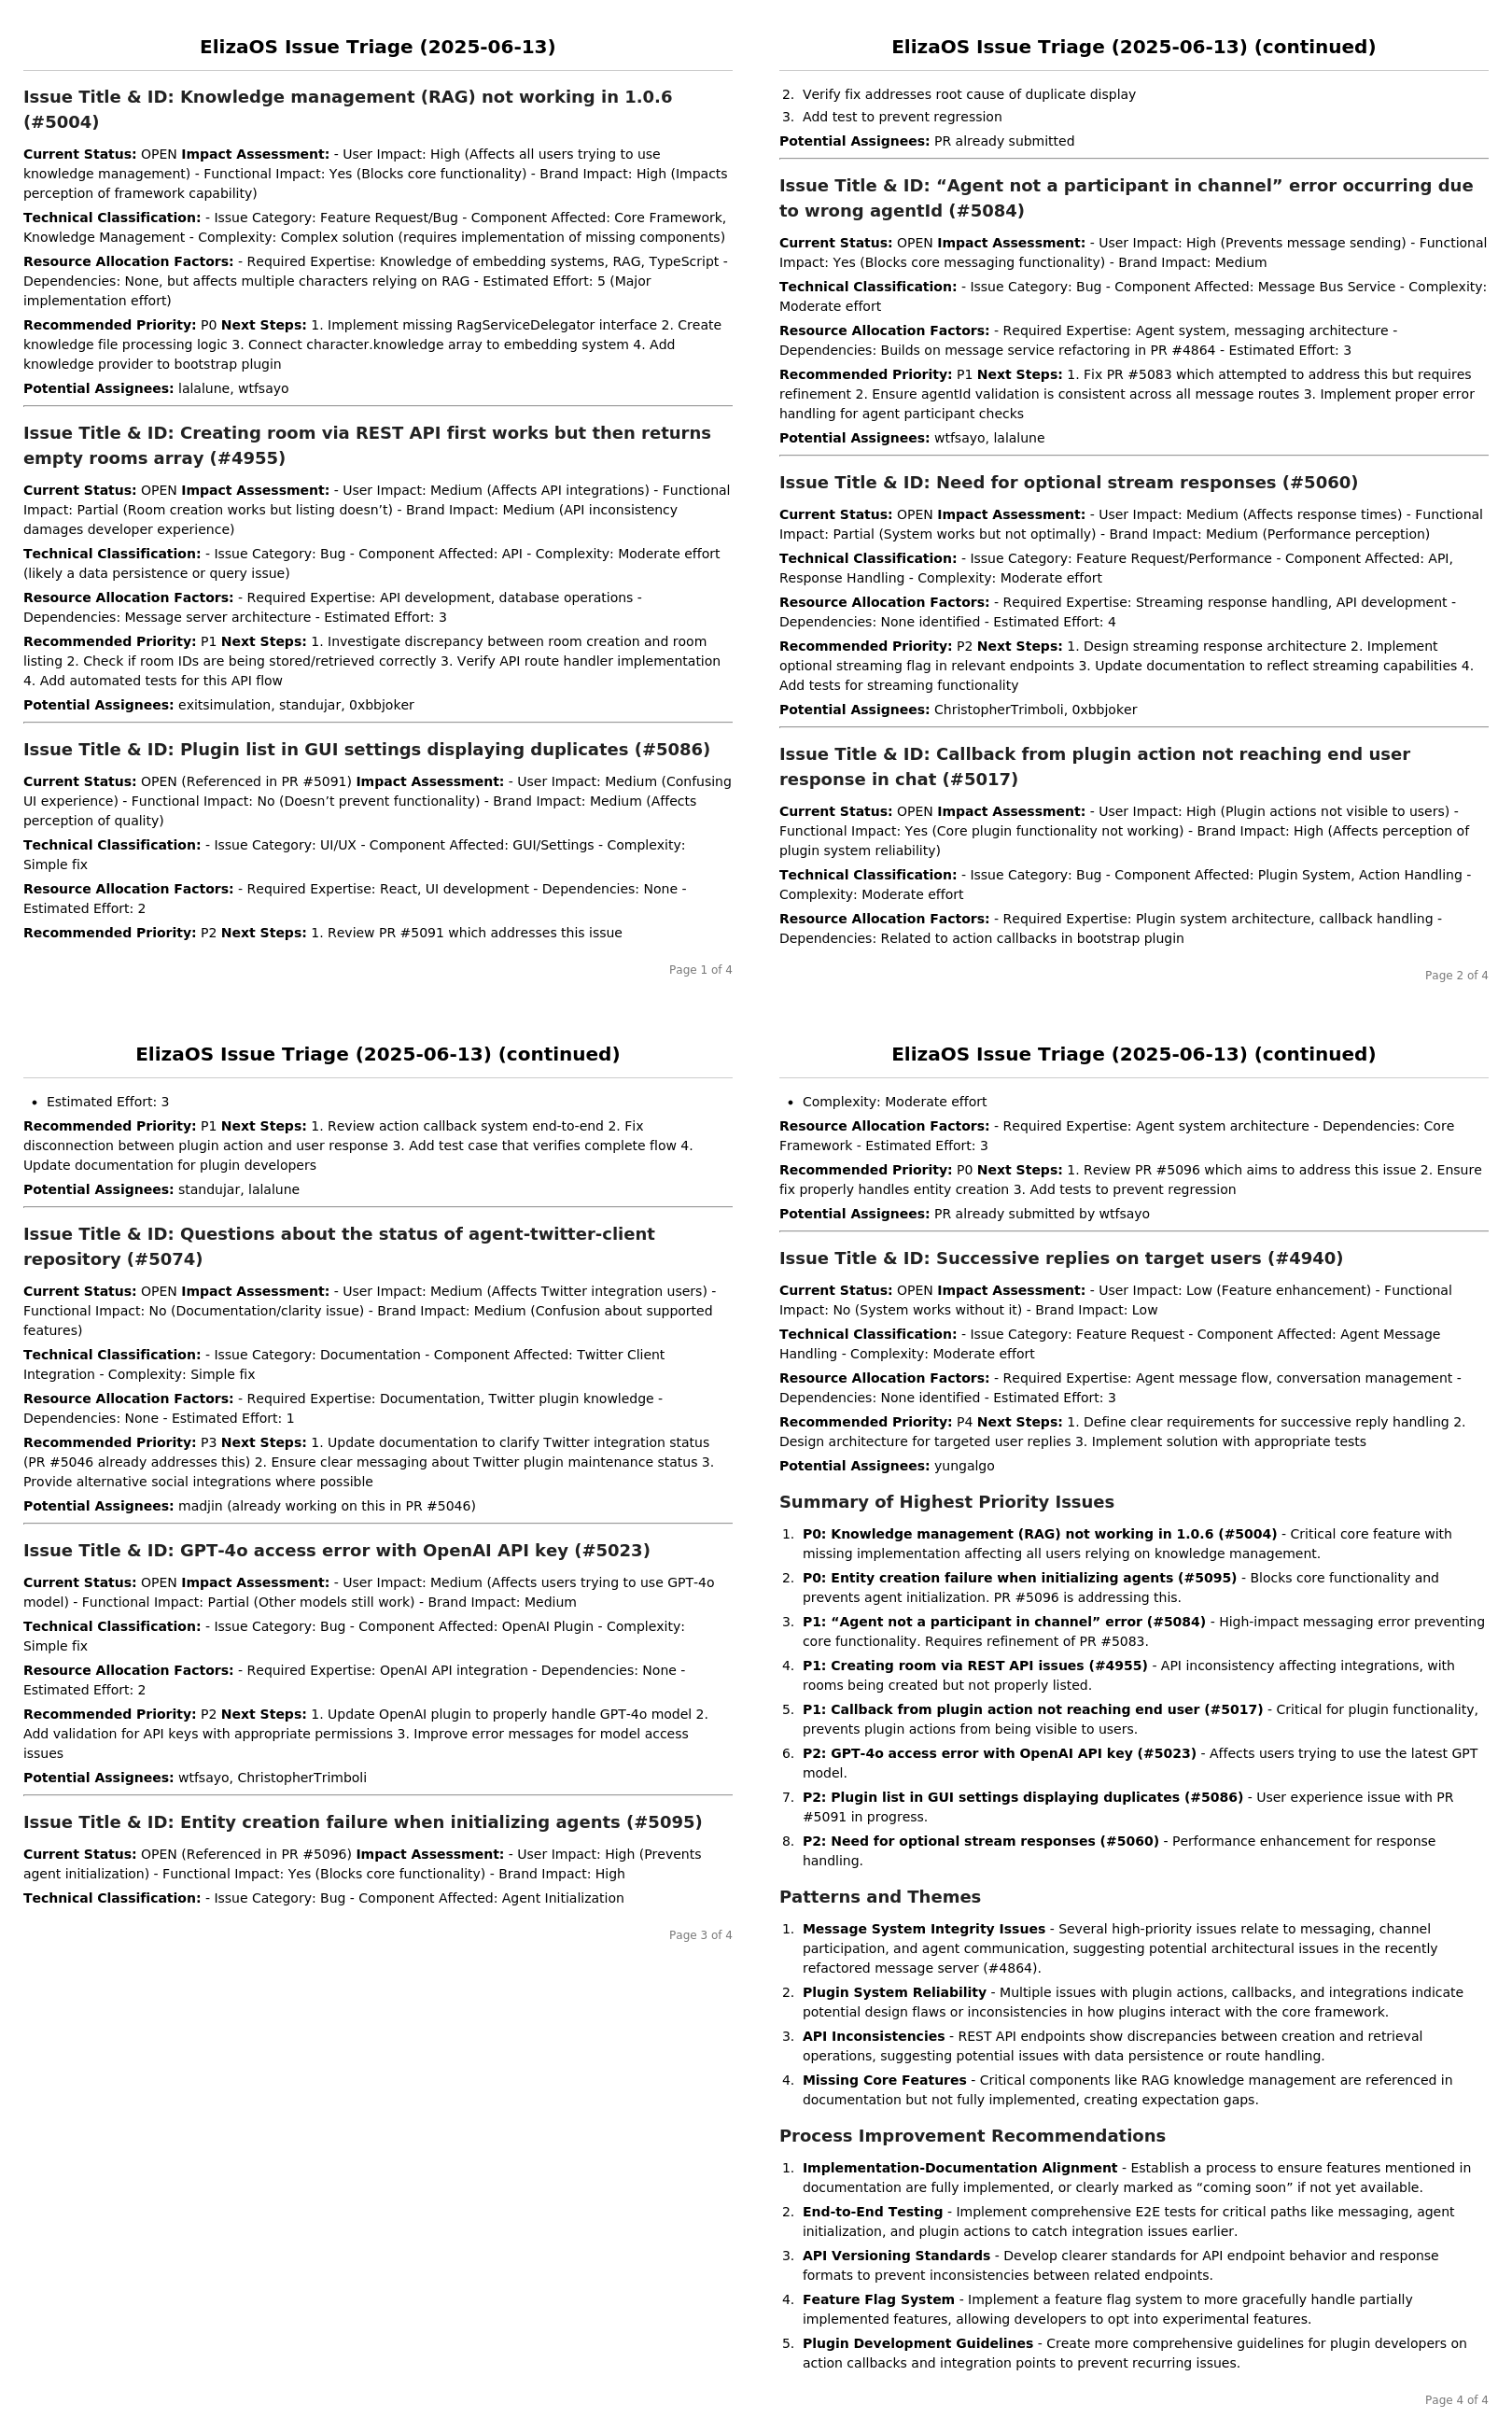 ElizaOS Issue Triage (2025-06-13)
Issue Title & ID: Knowledge management (RAG) not working in 1.0.6
(#5004)
Current Status: OPEN Impact Assessment: - User Impact: High (Affects all users trying to use
knowledge management) - Functional Impact: Yes (Blocks core functionality) - Brand Impact: High (Impacts
perception of framework capability)
Technical Classification: - Issue Category: Feature Request/Bug - Component Affected: Core Framework,
Knowledge Management - Complexity: Complex solution (requires implementation of missing components)
Resource Allocation Factors: - Required Expertise: Knowledge of embedding systems, RAG, TypeScript -
Dependencies: None, but affects multiple characters relying on RAG - Estimated Effort: 5 (Major
implementation effort)
Recommended Priority: P0 Next Steps: 1. Implement missing RagServiceDelegator interface 2. Create
knowledge file processing logic 3. Connect character.knowledge array to embedding system 4. Add
knowledge provider to bootstrap plugin
Potential Assignees: lalalune, wtfsayo
Issue Title & ID: Creating room via REST API first works but then returns
empty rooms array (#4955)
Current Status: OPEN Impact Assessment: - User Impact: Medium (Affects API integrations) - Functional
Impact: Partial (Room creation works but listing doesn’t) - Brand Impact: Medium (API inconsistency
damages developer experience)
Technical Classification: - Issue Category: Bug - Component Affected: API - Complexity: Moderate effort
(likely a data persistence or query issue)
Resource Allocation Factors: - Required Expertise: API development, database operations -
Dependencies: Message server architecture - Estimated Effort: 3
Recommended Priority: P1 Next Steps: 1. Investigate discrepancy between room creation and room
listing 2. Check if room IDs are being stored/retrieved correctly 3. Verify API route handler implementation
4. Add automated tests for this API flow
Potential Assignees: exitsimulation, standujar, 0xbbjoker
Issue Title & ID: Plugin list in GUI settings displaying duplicates (#5086)
Current Status: OPEN (Referenced in PR #5091) Impact Assessment: - User Impact: Medium (Confusing
UI experience) - Functional Impact: No (Doesn’t prevent functionality) - Brand Impact: Medium (Affects
perception of quality)
Technical Classification: - Issue Category: UI/UX - Component Affected: GUI/Settings - Complexity:
Simple fix
Resource Allocation Factors: - Required Expertise: React, UI development - Dependencies: None -
Estimated Effort: 2
Recommended Priority: P2 Next Steps: 1. Review PR #5091 which addresses this issue
Page 1 of 4
ElizaOS Issue Triage (2025-06-13) (continued)
2. Verify fix addresses root cause of duplicate display
3. Add test to prevent regression
Potential Assignees: PR already submitted
Issue Title & ID: “Agent not a participant in channel” error occurring due
to wrong agentId (#5084)
Current Status: OPEN Impact Assessment: - User Impact: High (Prevents message sending) - Functional
Impact: Yes (Blocks core messaging functionality) - Brand Impact: Medium
Technical Classification: - Issue Category: Bug - Component Affected: Message Bus Service - Complexity:
Moderate effort
Resource Allocation Factors: - Required Expertise: Agent system, messaging architecture -
Dependencies: Builds on message service refactoring in PR #4864 - Estimated Effort: 3
Recommended Priority: P1 Next Steps: 1. Fix PR #5083 which attempted to address this but requires
refinement 2. Ensure agentId validation is consistent across all message routes 3. Implement proper error
handling for agent participant checks
Potential Assignees: wtfsayo, lalalune
Issue Title & ID: Need for optional stream responses (#5060)
Current Status: OPEN Impact Assessment: - User Impact: Medium (Affects response times) - Functional
Impact: Partial (System works but not optimally) - Brand Impact: Medium (Performance perception)
Technical Classification: - Issue Category: Feature Request/Performance - Component Affected: API,
Response Handling - Complexity: Moderate effort
Resource Allocation Factors: - Required Expertise: Streaming response handling, API development -
Dependencies: None identified - Estimated Effort: 4
Recommended Priority: P2 Next Steps: 1. Design streaming response architecture 2. Implement
optional streaming flag in relevant endpoints 3. Update documentation to reflect streaming capabilities 4.
Add tests for streaming functionality
Potential Assignees: ChristopherTrimboli, 0xbbjoker
Issue Title & ID: Callback from plugin action not reaching end user
response in chat (#5017)
Current Status: OPEN Impact Assessment: - User Impact: High (Plugin actions not visible to users) -
Functional Impact: Yes (Core plugin functionality not working) - Brand Impact: High (Affects perception of
plugin system reliability)
Technical Classification: - Issue Category: Bug - Component Affected: Plugin System, Action Handling -
Complexity: Moderate effort
Resource Allocation Factors: - Required Expertise: Plugin system architecture, callback handling -
Dependencies: Related to action callbacks in bootstrap plugin
Page 2 of 4
ElizaOS Issue Triage (2025-06-13) (continued)
• Estimated Effort: 3
Recommended Priority: P1 Next Steps: 1. Review action callback system end-to-end 2. Fix
disconnection between plugin action and user response 3. Add test case that verifies complete flow 4.
Update documentation for plugin developers
Potential Assignees: standujar, lalalune
Issue Title & ID: Questions about the status of agent-twitter-client
repository (#5074)
Current Status: OPEN Impact Assessment: - User Impact: Medium (Affects Twitter integration users) -
Functional Impact: No (Documentation/clarity issue) - Brand Impact: Medium (Confusion about supported
features)
Technical Classification: - Issue Category: Documentation - Component Affected: Twitter Client
Integration - Complexity: Simple fix
Resource Allocation Factors: - Required Expertise: Documentation, Twitter plugin knowledge -
Dependencies: None - Estimated Effort: 1
Recommended Priority: P3 Next Steps: 1. Update documentation to clarify Twitter integration status
(PR #5046 already addresses this) 2. Ensure clear messaging about Twitter plugin maintenance status 3.
Provide alternative social integrations where possible
Potential Assignees: madjin (already working on this in PR #5046)
Issue Title & ID: GPT-4o access error with OpenAI API key (#5023)
Current Status: OPEN Impact Assessment: - User Impact: Medium (Affects users trying to use GPT-4o
model) - Functional Impact: Partial (Other models still work) - Brand Impact: Medium
Technical Classification: - Issue Category: Bug - Component Affected: OpenAI Plugin - Complexity:
Simple fix
Resource Allocation Factors: - Required Expertise: OpenAI API integration - Dependencies: None -
Estimated Effort: 2
Recommended Priority: P2 Next Steps: 1. Update OpenAI plugin to properly handle GPT-4o model 2.
Add validation for API keys with appropriate permissions 3. Improve error messages for model access
issues
Potential Assignees: wtfsayo, ChristopherTrimboli
Issue Title & ID: Entity creation failure when initializing agents (#5095)
Current Status: OPEN (Referenced in PR #5096) Impact Assessment: - User Impact: High (Prevents
agent initialization) - Functional Impact: Yes (Blocks core functionality) - Brand Impact: High
Technical Classification: - Issue Category: Bug - Component Affected: Agent Initialization
Page 3 of 4
ElizaOS Issue Triage (2025-06-13) (continued)
• Complexity: Moderate effort
Resource Allocation Factors: - Required Expertise: Agent system architecture - Dependencies: Core
Framework - Estimated Effort: 3
Recommended Priority: P0 Next Steps: 1. Review PR #5096 which aims to address this issue 2. Ensure
fix properly handles entity creation 3. Add tests to prevent regression
Potential Assignees: PR already submitted by wtfsayo
Issue Title & ID: Successive replies on target users (#4940)
Current Status: OPEN Impact Assessment: - User Impact: Low (Feature enhancement) - Functional
Impact: No (System works without it) - Brand Impact: Low
Technical Classification: - Issue Category: Feature Request - Component Affected: Agent Message
Handling - Complexity: Moderate effort
Resource Allocation Factors: - Required Expertise: Agent message flow, conversation management -
Dependencies: None identified - Estimated Effort: 3
Recommended Priority: P4 Next Steps: 1. Define clear requirements for successive reply handling 2.
Design architecture for targeted user replies 3. Implement solution with appropriate tests
Potential Assignees: yungalgo
Summary of Highest Priority Issues
1. P0: Knowledge management (RAG) not working in 1.0.6 (#5004) - Critical core feature with
missing implementation affecting all users relying on knowledge management.
2. P0: Entity creation failure when initializing agents (#5095) - Blocks core functionality and
prevents agent initialization. PR #5096 is addressing this.
3. P1: “Agent not a participant in channel” error (#5084) - High-impact messaging error preventing
core functionality. Requires refinement of PR #5083.
4. P1: Creating room via REST API issues (#4955) - API inconsistency affecting integrations, with
rooms being created but not properly listed.
5. P1: Callback from plugin action not reaching end user (#5017) - Critical for plugin functionality,
prevents plugin actions from being visible to users.
6. P2: GPT-4o access error with OpenAI API key (#5023) - Affects users trying to use the latest GPT
model.
7. P2: Plugin list in GUI settings displaying duplicates (#5086) - User experience issue with PR
#5091 in progress.
8. P2: Need for optional stream responses (#5060) - Performance enhancement for response
handling.
Patterns and Themes
1. Message System Integrity Issues - Several high-priority issues relate to messaging, channel
participation, and agent communication, suggesting potential architectural issues in the recently
refactored message server (#4864).
2. Plugin System Reliability - Multiple issues with plugin actions, callbacks, and integrations indicate
potential design flaws or inconsistencies in how plugins interact with the core framework.
3. API Inconsistencies - REST API endpoints show discrepancies between creation and retrieval
operations, suggesting potential issues with data persistence or route handling.
4. Missing Core Features - Critical components like RAG knowledge management are referenced in
documentation but not fully implemented, creating expectation gaps.
Process Improvement Recommendations
1. Implementation-Documentation Alignment - Establish a process to ensure features mentioned in
documentation are fully implemented, or clearly marked as “coming soon” if not yet available.
2. End-to-End Testing - Implement comprehensive E2E tests for critical paths like messaging, agent
initialization, and plugin actions to catch integration issues earlier.
3. API Versioning Standards - Develop clearer standards for API endpoint behavior and response
formats to prevent inconsistencies between related endpoints.
4. Feature Flag System - Implement a feature flag system to more gracefully handle partially
implemented features, allowing developers to opt into experimental features.
5. Plugin Development Guidelines - Create more comprehensive guidelines for plugin developers on
action callbacks and integration points to prevent recurring issues.
Page 4 of 4